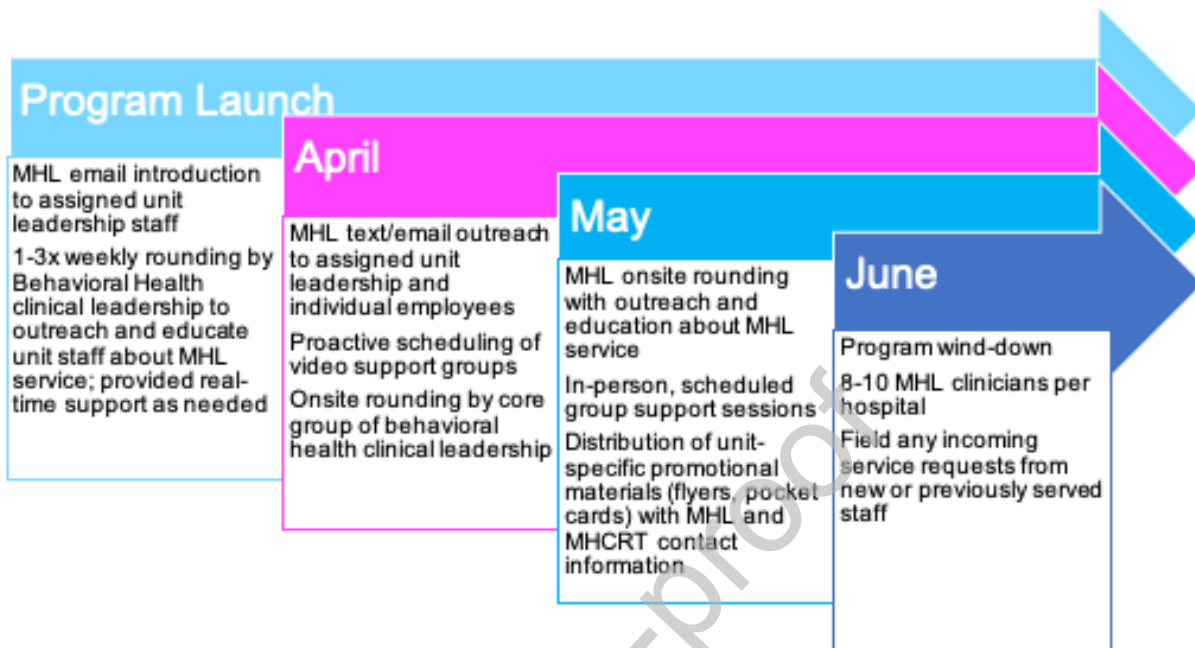 Program Launch
MHL email introduction
to assigned unit
leadership staff
1-3x weekly rounding by
Behavioral Health
clinical leadership to
outreach and educate
unit staff about MHL
service; provided real-
time support as needed
April
MHL text/email outreach
to assigned unit
leadership and
individual employees
Proactive scheduling of
video support groups
Onsite rounding by core
group of behavioral
health clinical leadership
May
MHL onsite rounding
with outreach and
education about MHL
service
In-person, scheduled
group support sessions
Distribution of unit-
specific promotional
materials (flyers, pocket
cards) with MHL and
MHCRT contact
information
June
Program wind-down
8-10 MHL clinicians per
hospital
Field any incoming
service requests from
new or previously served
staff
-proof